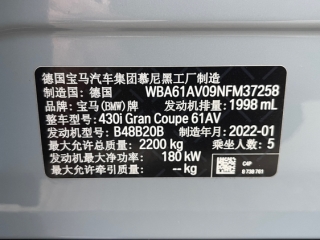 德国宝马汽车集团慕尼黑工厂制造
制造国：德国 WBA61AV09NFM37258
品牌：宝马(BMW)牌 发动机排量：1998 mL
整车型号：430i Gran Coupe 61AV
发动机型号：B48B20B 制造年月：2022-01
最大允许总质量：2200 kg 乘坐人数：5
发动机最大净功率：180 kW C4P
最大允许牵引质量：-- kg